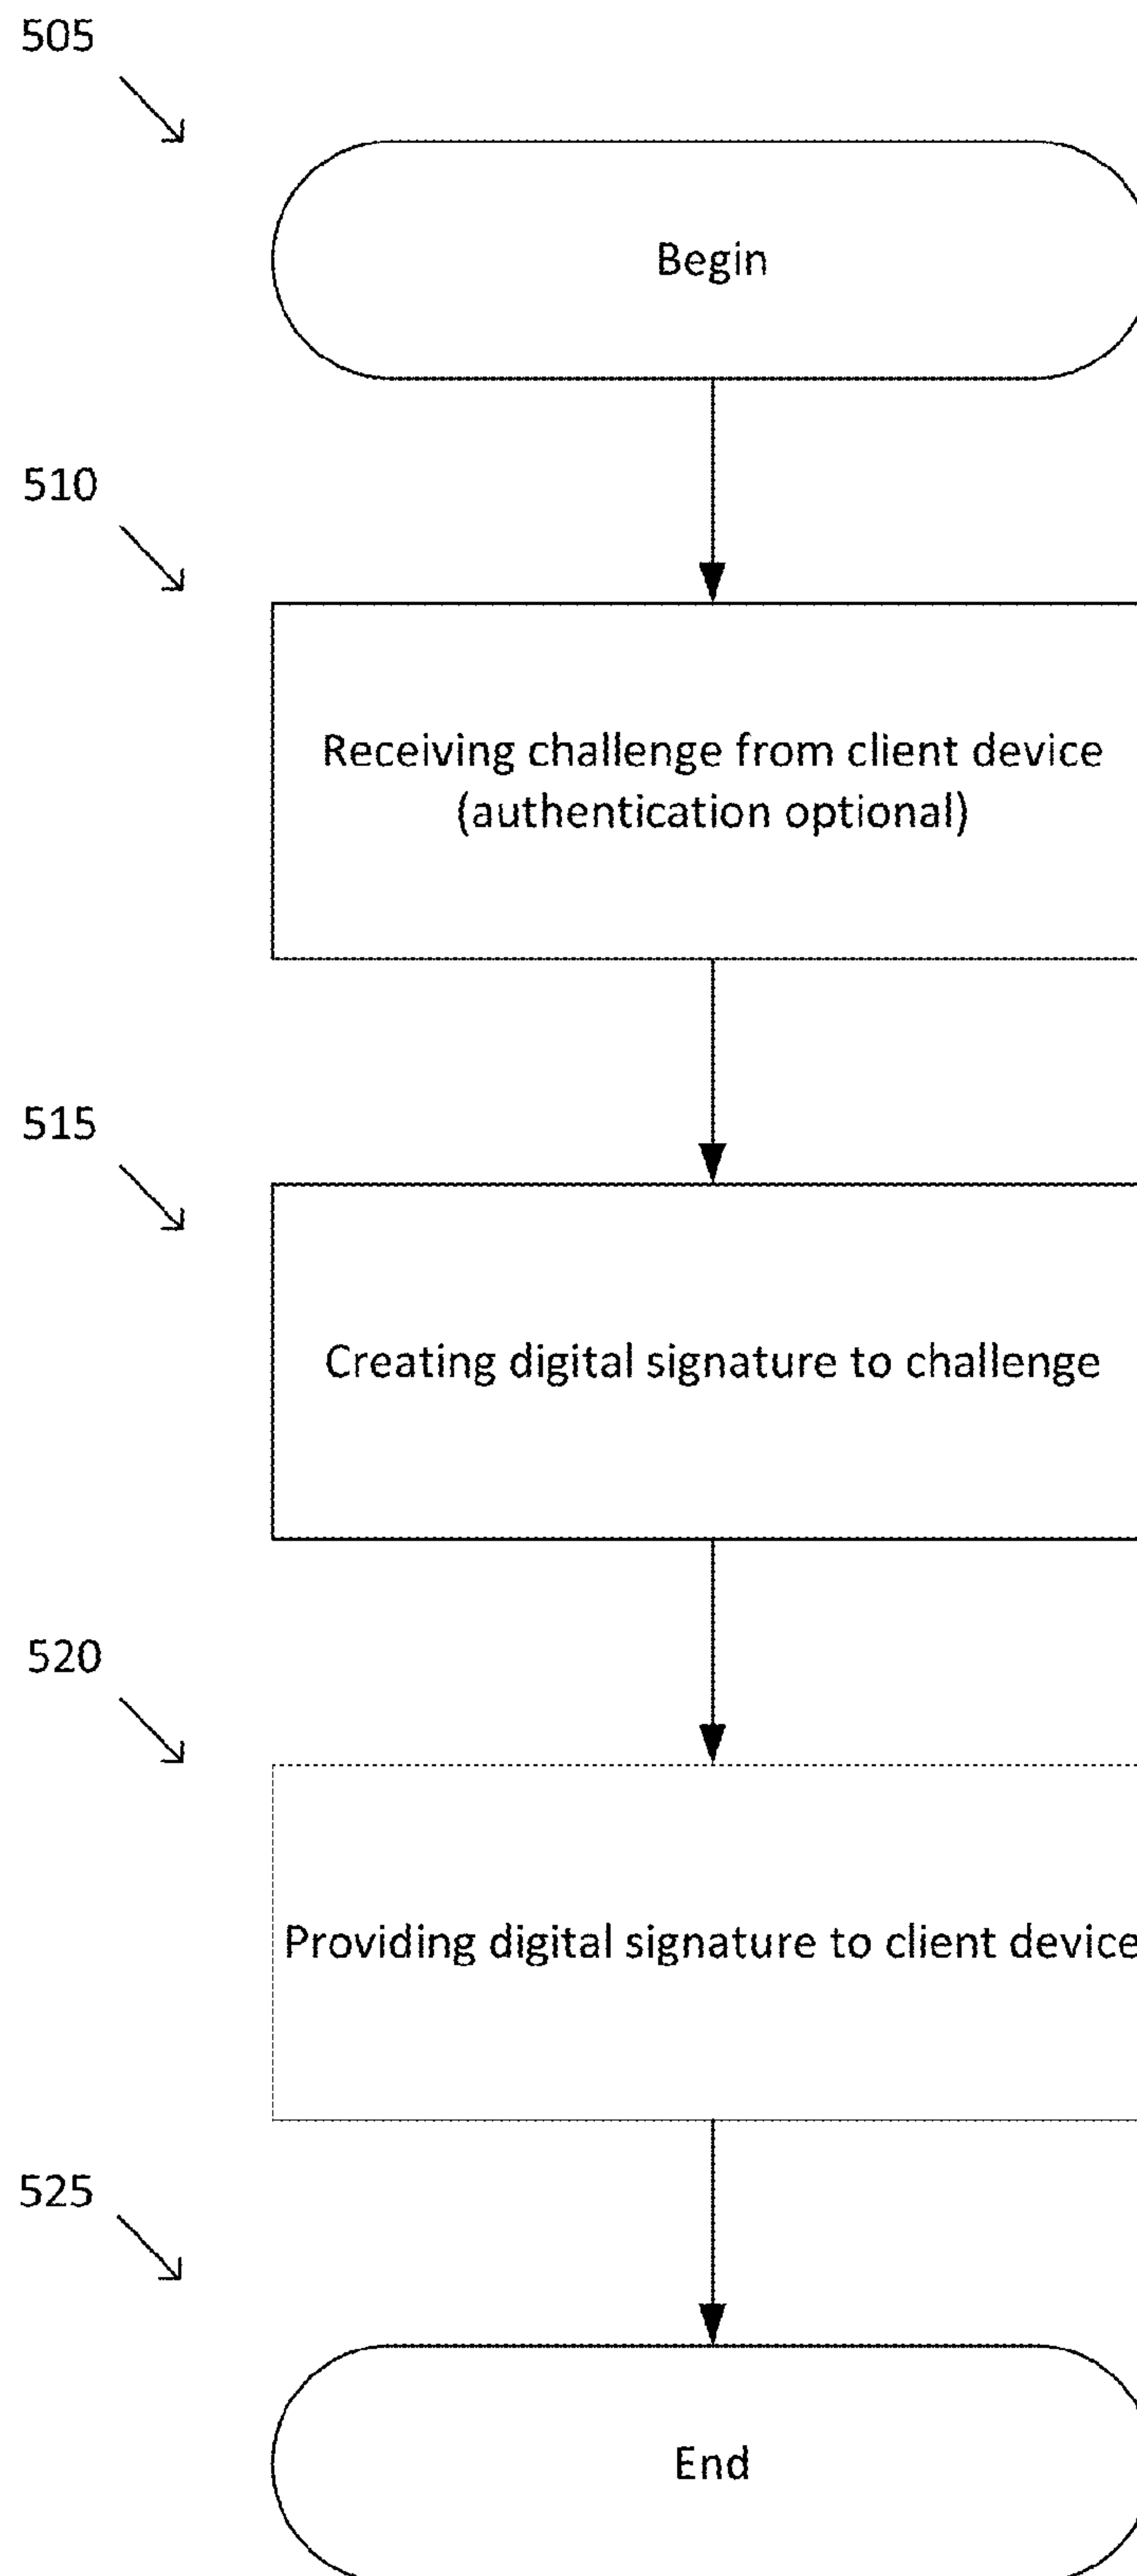 505
Begin
510
Receiving challenge from client device
(authentication optional)
515
Creating digital signature to challenge
520
Providing digital signature to client device
525
End